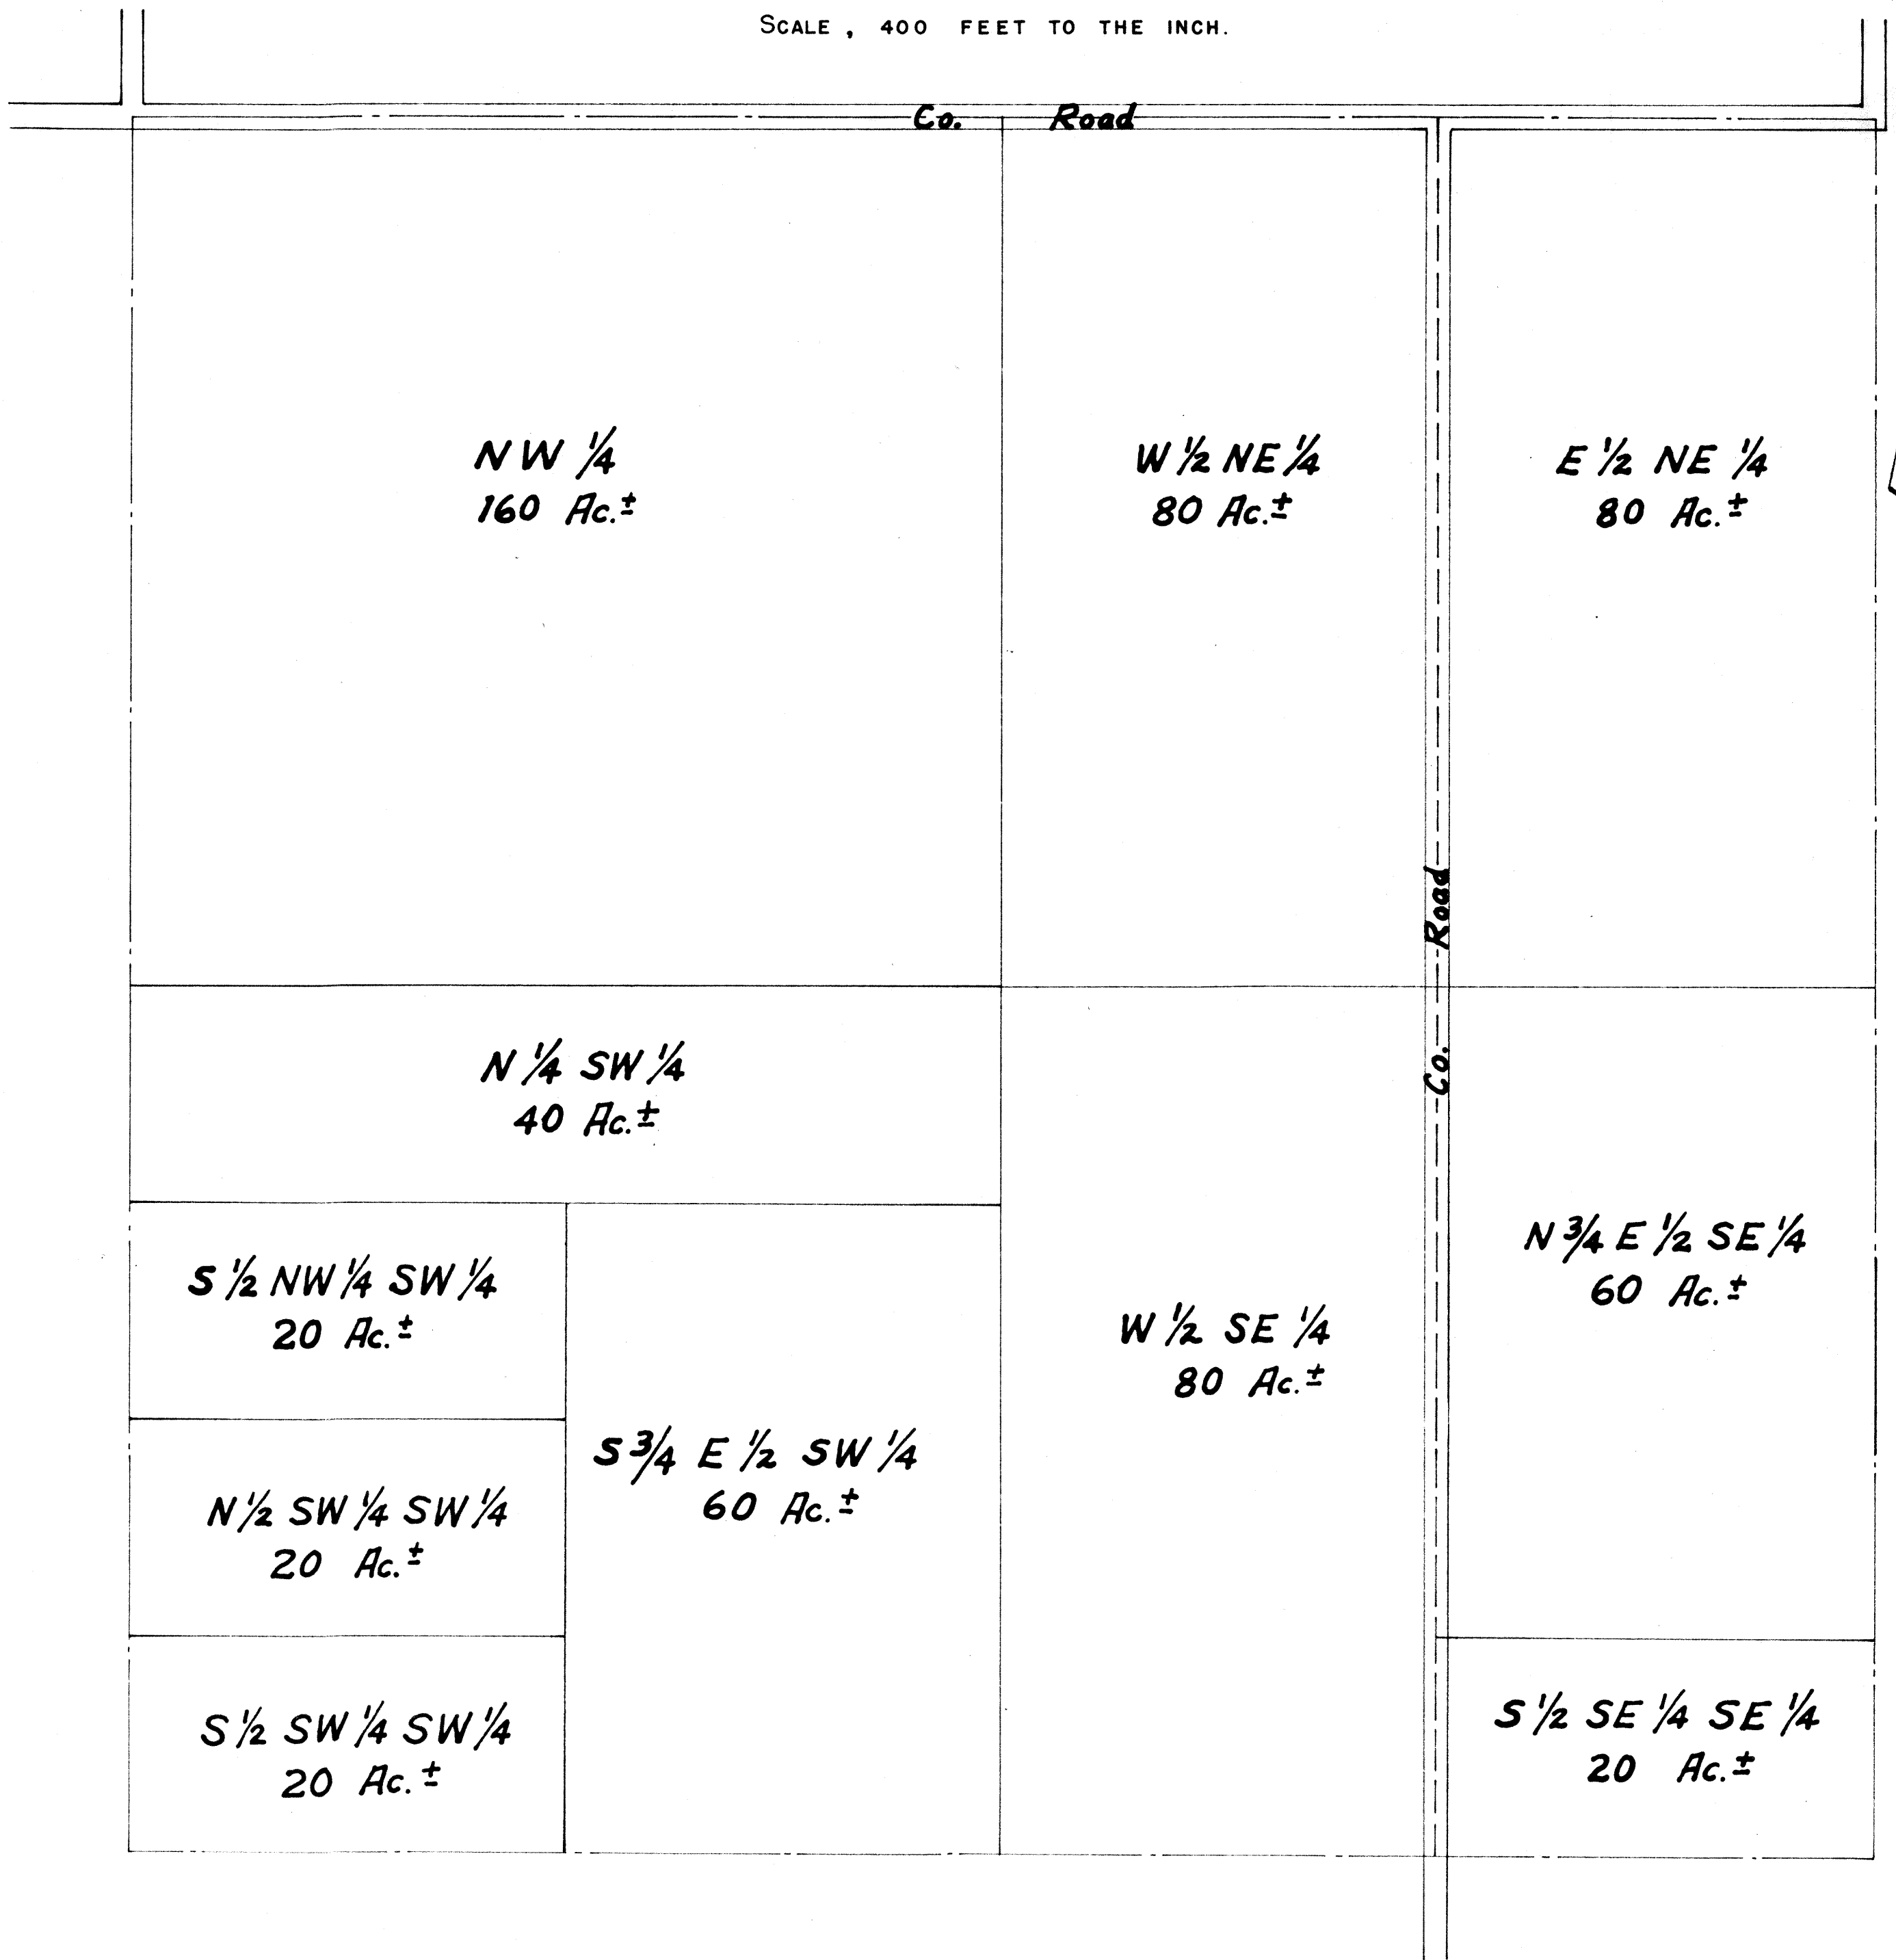 SCALE, 400 FEET TO THE INCH.
Co. Road
NW 1/4
160 Ac.±
W 1/2 NE 1/4
80 Ac.±
E 1/2 NE 1/4
80 Ac.±
Co. Road
N 1/4 SW 1/4
40 Ac.±
S 1/2 NW 1/4 SW 1/4
20 Ac.±
N 3/4 E 1/2 SE 1/4
60 Ac.±
W 1/2 SE 1/4
80 Ac.±
S 3/4 E 1/2 SW 1/4
60 Ac.±
N 1/2 SW 1/4 SW 1/4
20 Ac.±
S 1/2 SW 1/4 SW 1/4
20 Ac.±
S 1/2 SE 1/4 SE 1/4
20 Ac.±